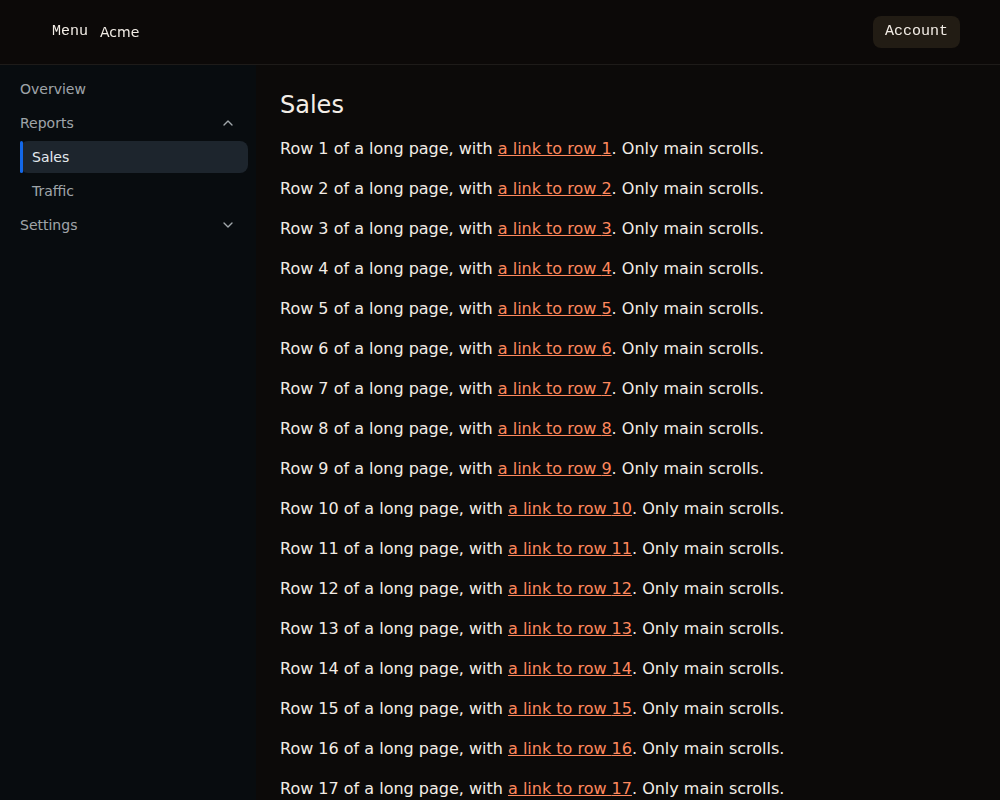 Menu Acme Account
Overview
Reports
Sales
Traffic
Settings
Sales
Row 1 of a long page, with a link to row 1. Only main scrolls.
Row 2 of a long page, with a link to row 2. Only main scrolls.
Row 3 of a long page, with a link to row 3. Only main scrolls.
Row 4 of a long page, with a link to row 4. Only main scrolls.
Row 5 of a long page, with a link to row 5. Only main scrolls.
Row 6 of a long page, with a link to row 6. Only main scrolls.
Row 7 of a long page, with a link to row 7. Only main scrolls.
Row 8 of a long page, with a link to row 8. Only main scrolls.
Row 9 of a long page, with a link to row 9. Only main scrolls.
Row 10 of a long page, with a link to row 10. Only main scrolls.
Row 11 of a long page, with a link to row 11. Only main scrolls.
Row 12 of a long page, with a link to row 12. Only main scrolls.
Row 13 of a long page, with a link to row 13. Only main scrolls.
Row 14 of a long page, with a link to row 14. Only main scrolls.
Row 15 of a long page, with a link to row 15. Only main scrolls.
Row 16 of a long page, with a link to row 16. Only main scrolls.
Row 17 of a long page, with a link to row 17. Only main scrolls.